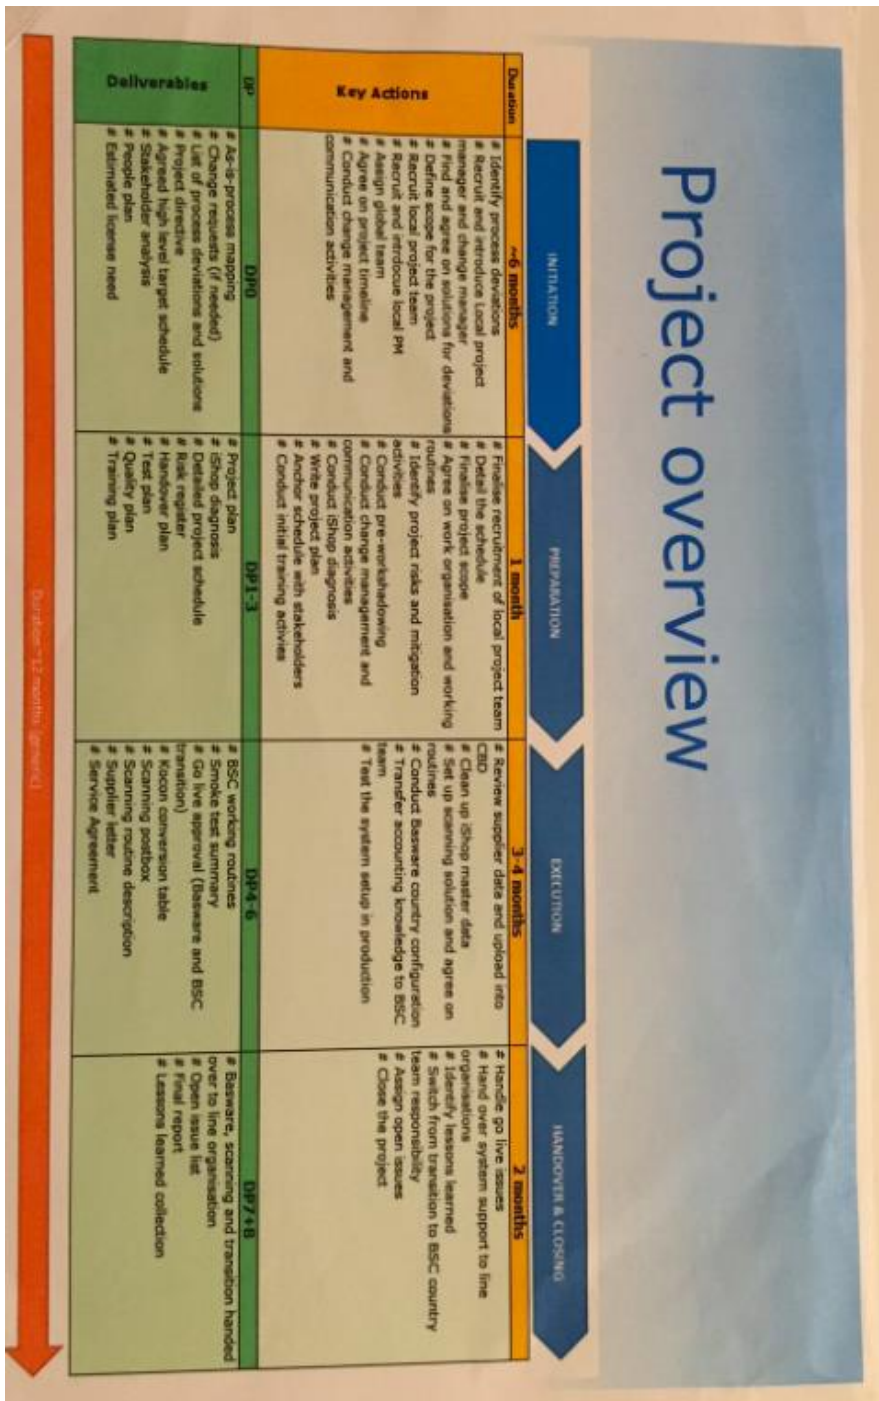 Project overview
INITIATION
PREPARATION
EXECUTION
HANDOVER & CLOSING
Duration
~6 months
1 month
3-4 months
2 months
Key Actions
# Identify process deviations
# Recruit and introduce Local project
manager and change manager
# Find and agree on solutions for deviations
# Define scope for the project
# Recruit local project team
# Recruit and introcue local PM
# Assign global team
# Agree on project timeline
# Conduct change management and
communication activities
# Finalise recruitment of local project team
# Detail the schedule
# Finalise project scope
# Agree on work organisation and working
routines
# Identify project risks and mitigation
activities
# Conduct pre-workshadowing
# Conduct change management and
communication activities
# Conduct iShop diagnosis
# Write project plan
# Anchor schedule with stakeholders
# Conduct initial training activies
# Review supplier data and upload into
CBD
# Clean up iShop master data
# Set up scanning solution and agree on
routines
# Conduct Basware country configuration
# Transfer accounting knowledge to BSC
team
# Test the system setup in production
# Handle go live issues
# Hand over system support to line
organisations
# Identify lessons learned
# Switch from transition to BSC country
team responsibility
# Assign open issues
# Close the project
DP
DP0
DP1-3
DP4-6
DP7+8
Deliverables
# As-is-process mapping
# Change requests (if needed)
# List of process deviations and solutions
# Project directive
# Agreed high level target schedule
# Stakeholder analysis
# People plan
# Estimated license need
# Project plan
# iShop diagnosis
# Detailed project schedule
# Risk register
# Handover plan
# Test plan
# Quality plan
# Training plan
# BSC working routines
# Smoke test summary
# Go live approval (Basware and BSC
transition)
# Kocon conversion table
# Scanning postbox
# Scanning routine description
# Supplier letter
# Service Agreement
# Basware, scanning and transition handed
over to line organisation
# Open issue list
# Final report
# Lessons learned collection
Duration ~12 months (generic)